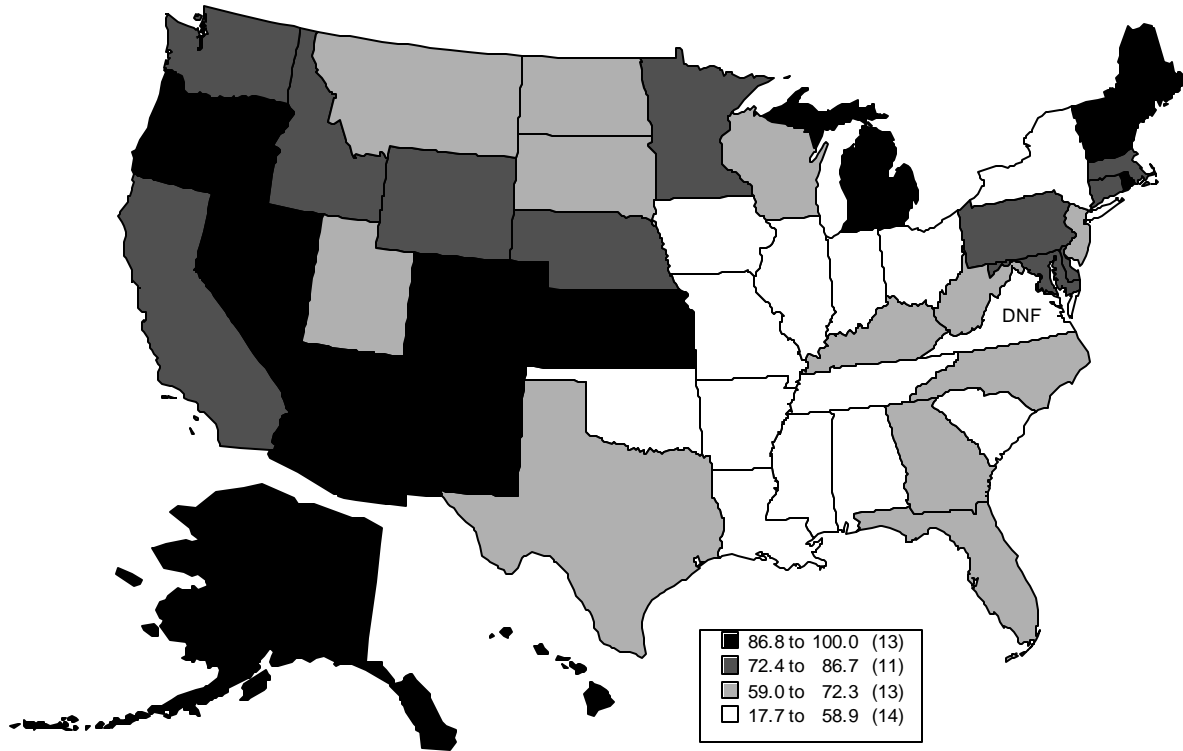 DNF
86.8 to 100.0 (13)
72.4 to 86.7 (11)
59.0 to 72.3 (13)
17.7 to 58.9 (14)